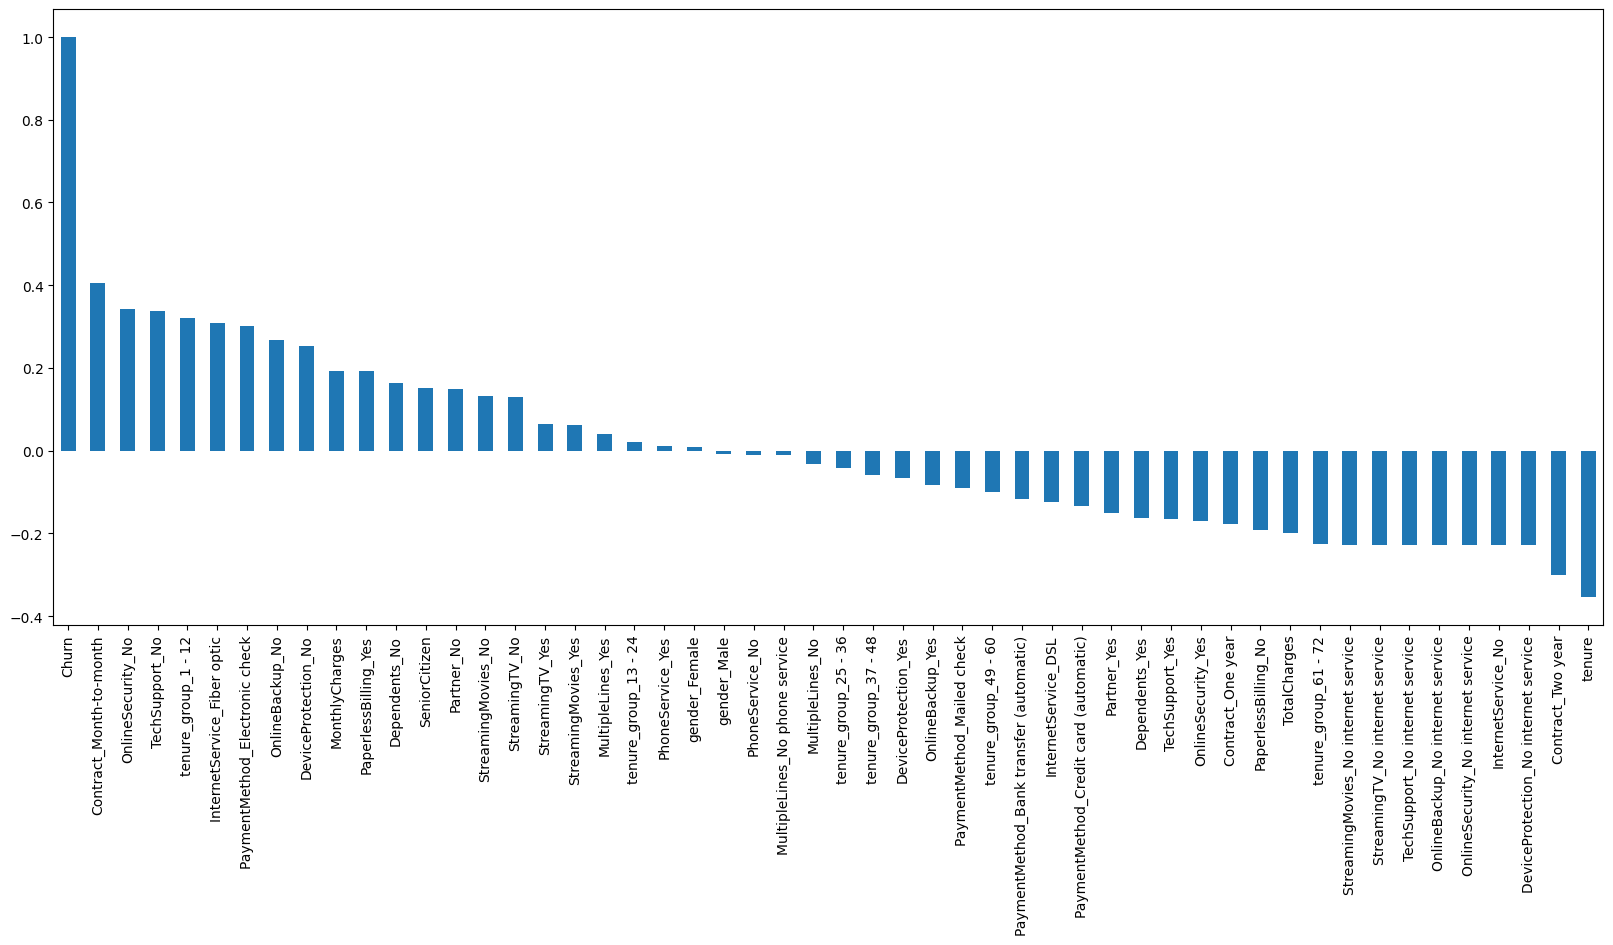 1.0
0.8
0.6
0.4
0.2
0.0
−0.2
−0.4
Churn
Contract_Month-to-month
OnlineSecurity_No
TechSupport_No
tenure_group_1 - 12
InternetService_Fiber optic
PaymentMethod_Electronic check
OnlineBackup_No
DeviceProtection_No
MonthlyCharges
PaperlessBilling_Yes
Dependents_No
SeniorCitizen
Partner_No
StreamingMovies_No
StreamingTV_No
StreamingTV_Yes
StreamingMovies_Yes
MultipleLines_Yes
tenure_group_13 - 24
PhoneService_Yes
gender_Female
gender_Male
PhoneService_No
MultipleLines_No phone service
MultipleLines_No
tenure_group_25 - 36
tenure_group_37 - 48
DeviceProtection_Yes
OnlineBackup_Yes
PaymentMethod_Mailed check
tenure_group_49 - 60
PaymentMethod_Bank transfer (automatic)
InternetService_DSL
PaymentMethod_Credit card (automatic)
Partner_Yes
Dependents_Yes
TechSupport_Yes
OnlineSecurity_Yes
Contract_One year
PaperlessBilling_No
TotalCharges
tenure_group_61 - 72
StreamingMovies_No internet service
StreamingTV_No internet service
TechSupport_No internet service
OnlineBackup_No internet service
OnlineSecurity_No internet service
InternetService_No
DeviceProtection_No internet service
Contract_Two year
tenure